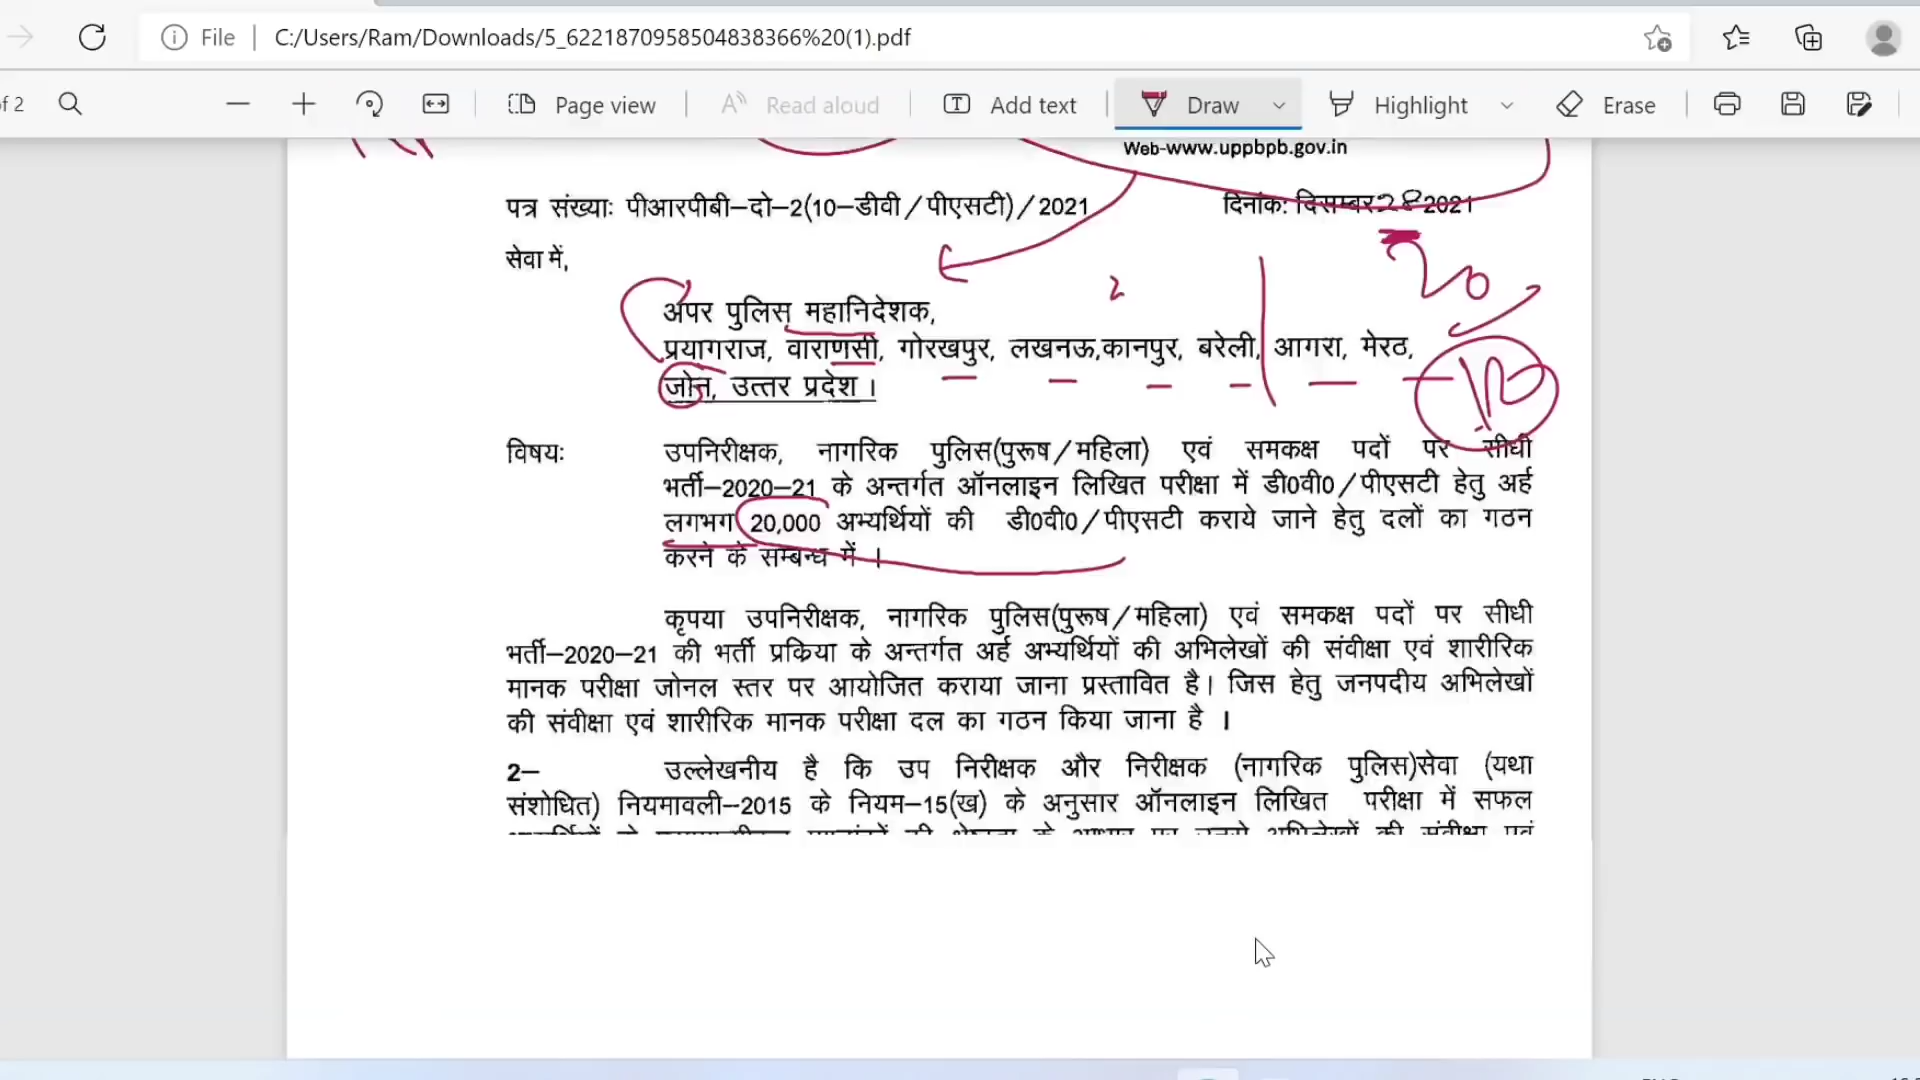 File C:/Users/Ram/Downloads/5_6221870958504838366%20(1).pdf
of 2 Page view Read aloud Add text Draw Highlight Erase
Web-www.uppbpb.gov.in
पत्र संख्याः पीआरपीबी–दो–2(10–डीवी/पीएसटी)/2021 दिनांक: दिसम्बर 28 2021
सेवा में,
अपर पुलिस महानिदेशक,
प्रयागराज, वाराणसी, गोरखपुर, लखनऊ,कानपुर, बरेली, आगरा, मेरठ,
जोन, उत्तर प्रदेश।
विषयः उपनिरीक्षक, नागरिक पुलिस(पुरूष/महिला) एवं समकक्ष पदों पर सीधी
भर्ती–2020–21 के अन्तर्गत ऑनलाइन लिखित परीक्षा में डी0वी0/पीएसटी हेतु अर्ह
लगभग 20,000 अभ्यर्थियों की डी0वी0/पीएसटी कराये जाने हेतु दलों का गठन
करने के सम्बन्ध में ।
कृपया उपनिरीक्षक, नागरिक पुलिस(पुरूष/महिला) एवं समकक्ष पदों पर सीधी
भर्ती–2020–21 की भर्ती प्रक्रिया के अन्तर्गत अर्ह अभ्यर्थियों की अभिलेखों की संवीक्षा एवं शारीरिक
मानक परीक्षा जोनल स्तर पर आयोजित कराया जाना प्रस्तावित है। जिस हेतु जनपदीय अभिलेखों
की संवीक्षा एवं शारीरिक मानक परीक्षा दल का गठन किया जाना है ।
2– उल्लेखनीय है कि उप निरीक्षक और निरीक्षक (नागरिक पुलिस)सेवा (यथा
संशोधित) नियमावली–2015 के नियम–15(ख) के अनुसार ऑनलाइन लिखित परीक्षा में सफल